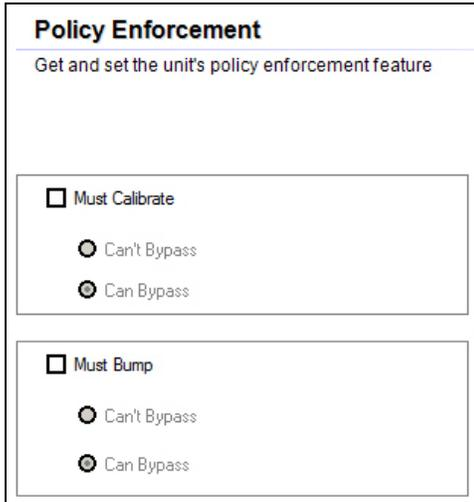 Policy Enforcement
Get and set the unit's policy enforcement feature
Must Calibrate
Can't Bypass
Can Bypass
Must Bump
Can't Bypass
Can Bypass